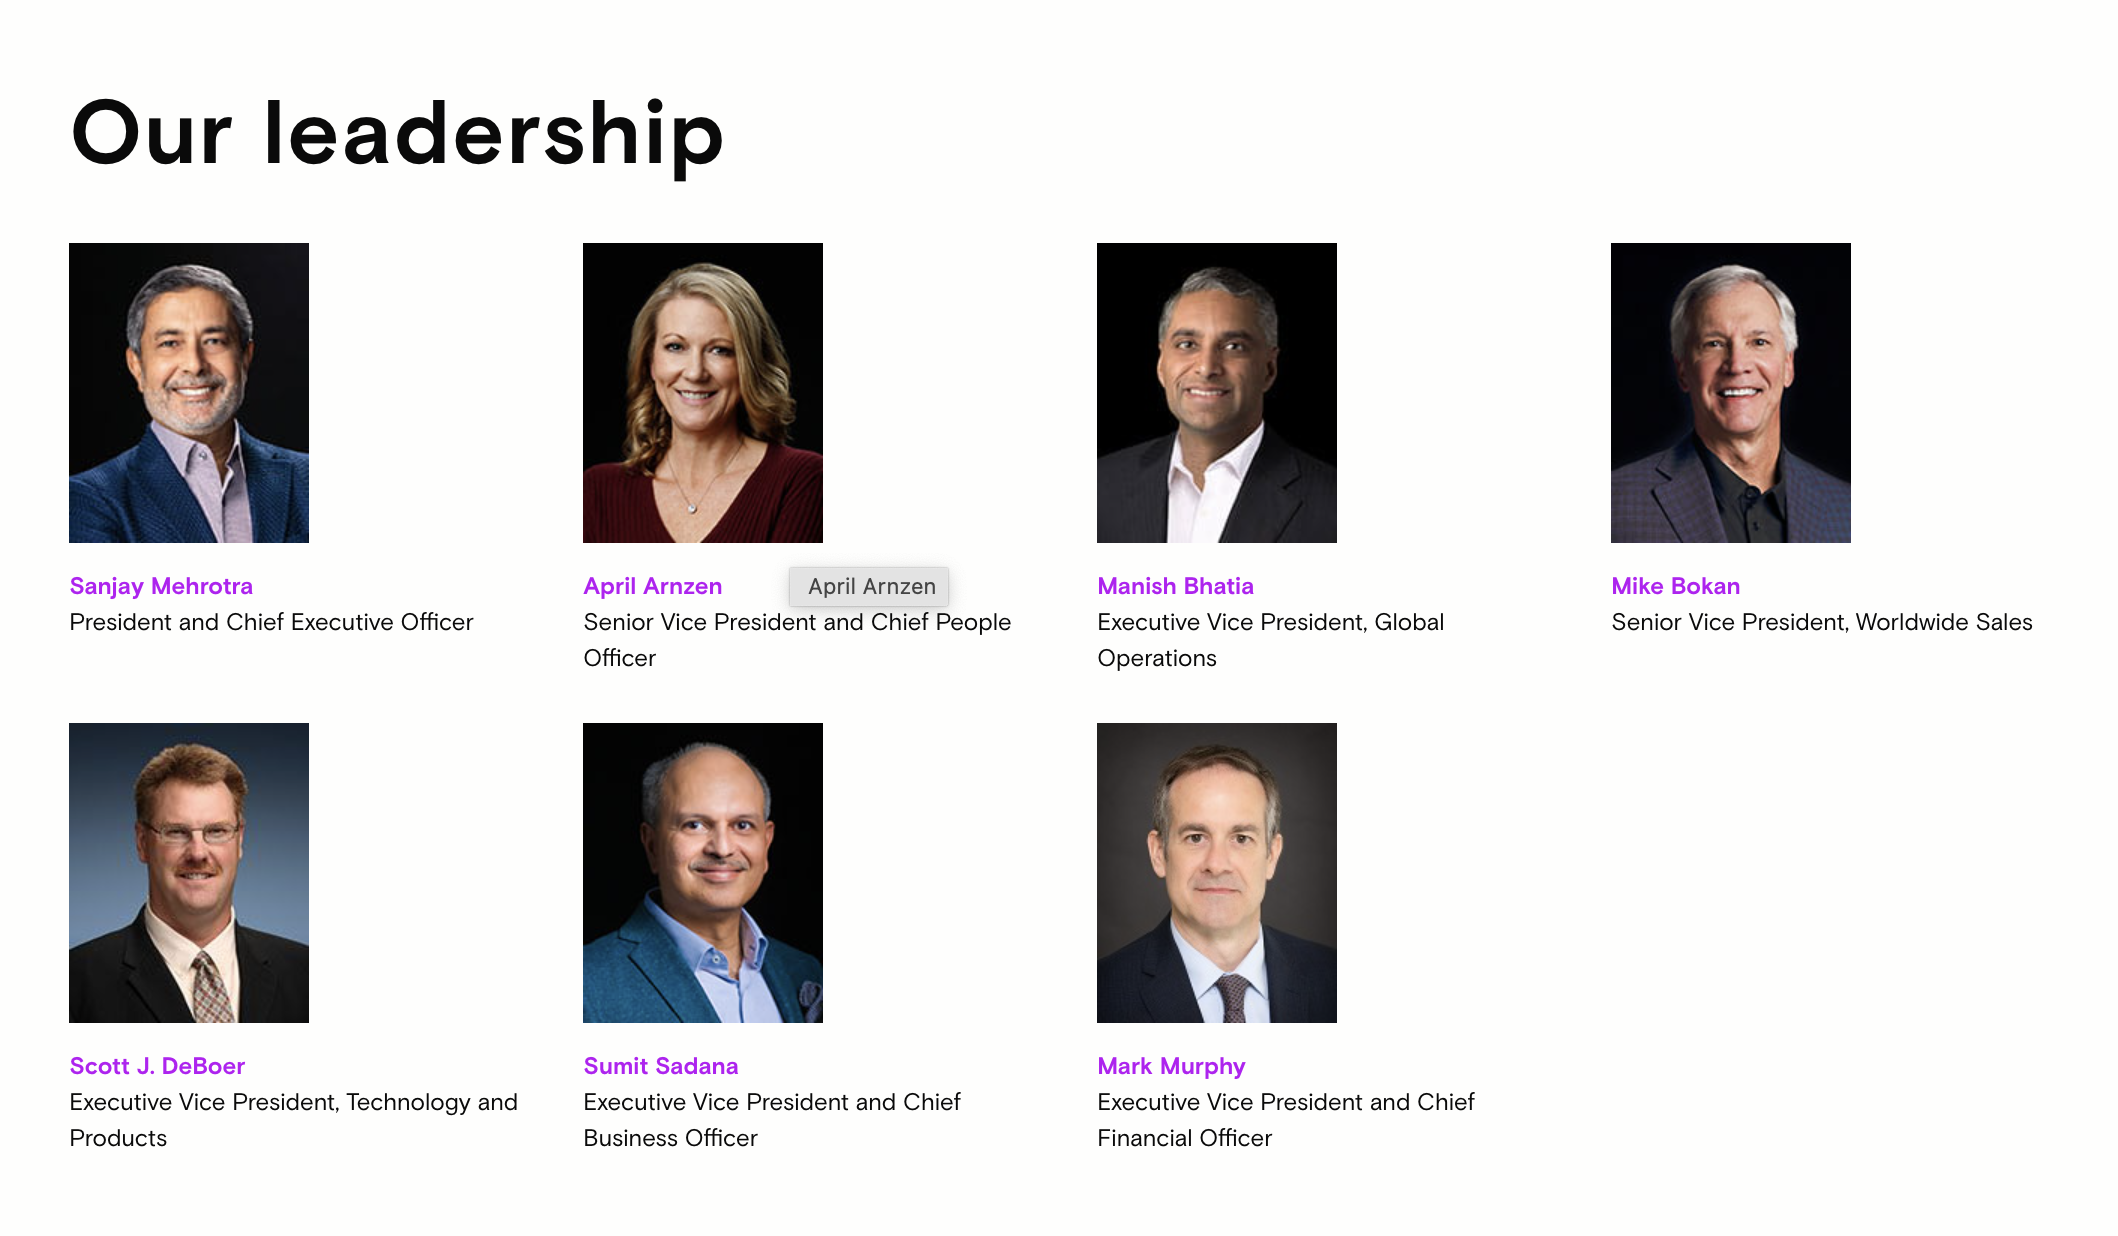 Our leadership
Sanjay Mehrotra
President and Chief Executive Officer
April Arnzen
April Arnzen
Senior Vice President and Chief People
Officer
Manish Bhatia
Executive Vice President, Global
Operations
Mike Bokan
Senior Vice President, Worldwide Sales
Scott J. DeBoer
Executive Vice President, Technology and
Products
Sumit Sadana
Executive Vice President and Chief
Business Officer
Mark Murphy
Executive Vice President and Chief
Financial Officer